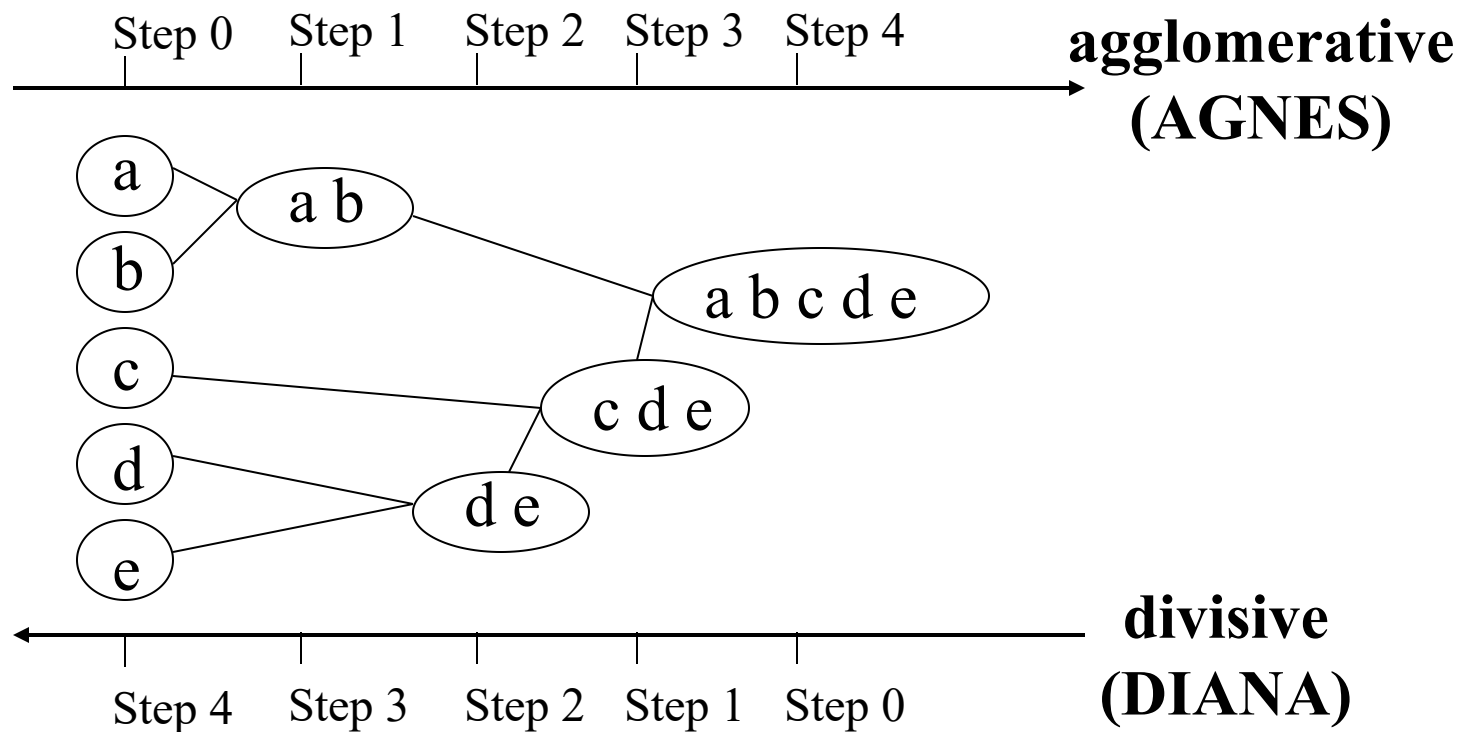 Step 0 Step 1 Step 2 Step 3 Step 4
agglomerative
(AGNES)
a
a b
b
a b c d e
c
c d e
d
d e
e
divisive
(DIANA)
Step 4 Step 3 Step 2 Step 1 Step 0